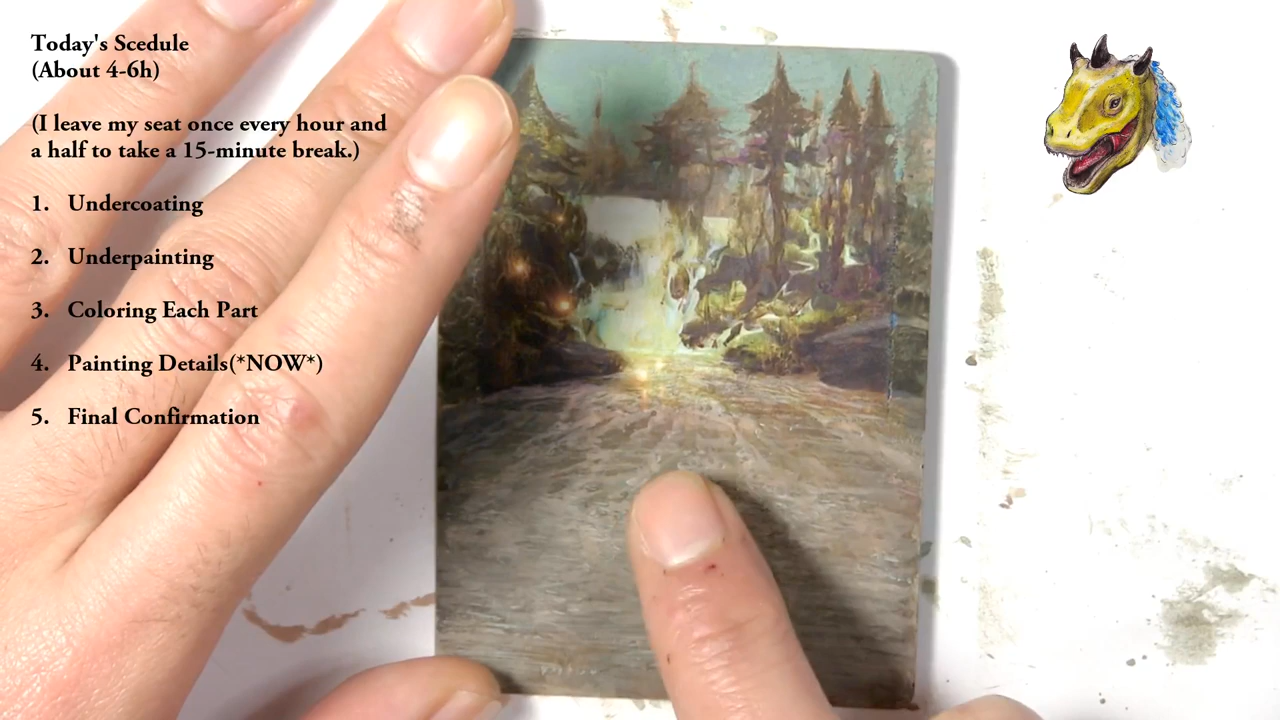 Today's Scedule
(About 4-6h)
(I leave my seat once every hour and
a half to take a 15-minute break.)
1. Undercoating
2. Underpainting
3. Coloring Each Part
4. Painting Details(*NOW*)
5. Final Confirmation